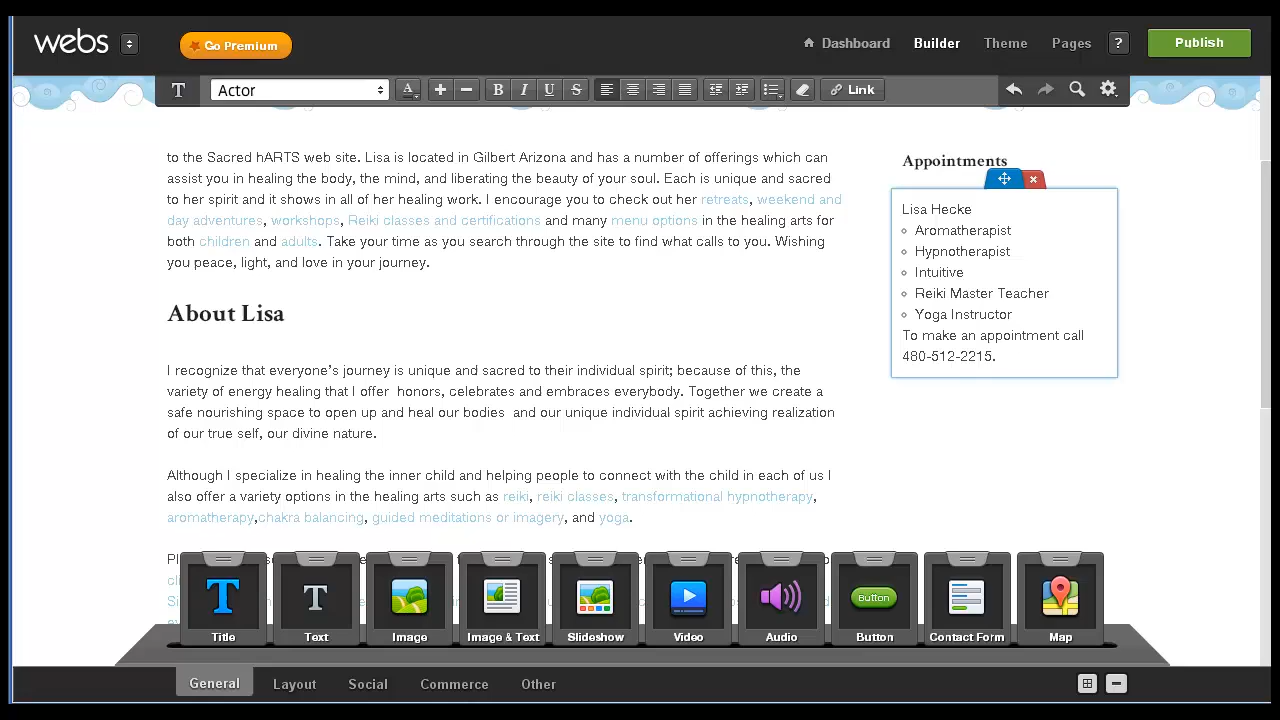 webs
Go Premium
Dashboard
Builder
Theme
Pages
?
Publish
T
Actor
A
B
I
U
S
Link
to the Sacred hARTS web site. Lisa is located in Gilbert Arizona and has a number of offerings which can
assist you in healing the body, the mind, and liberating the beauty of your soul. Each is unique and sacred
to her spirit and it shows in all of her healing work. I encourage you to check out her retreats, weekend and
day adventures, workshops, Reiki classes and certifications and many menu options in the healing arts for
both children and adults. Take your time as you search through the site to find what calls to you. Wishing
you peace, light, and love in your journey.
About Lisa
I recognize that everyone's journey is unique and sacred to their individual spirit; because of this, the
variety of energy healing that I offer honors, celebrates and embraces everybody. Together we create a
safe nourishing space to open up and heal our bodies and our unique individual spirit achieving realization
of our true self, our divine nature.
Although I specialize in healing the inner child and helping people to connect with the child in each of us I
also offer a variety options in the healing arts such as reiki, reiki classes, transformational hypnotherapy,
aromatherapy,chakra balancing, guided meditations or imagery, and yoga.
Appointments
Lisa Hecke
Aromatherapist
Hypnotherapist
Intuitive
Reiki Master Teacher
Yoga Instructor
To make an appointment call
480-512-2215.
Title
Text
Image
Image & Text
Slideshow
Video
Audio
Button
Button
Contact Form
Map
General
Layout
Social
Commerce
Other